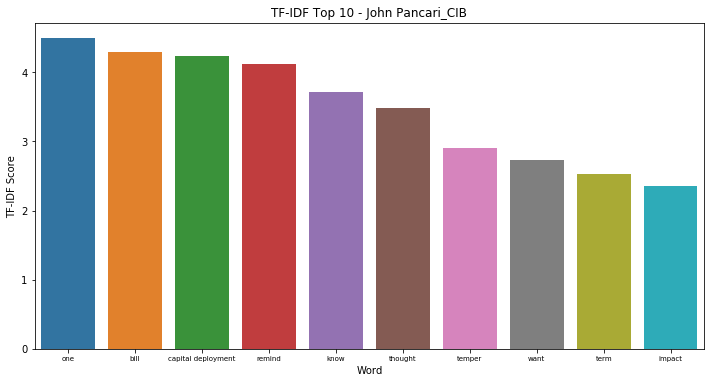 TF-IDF Top 10 - John Pancari_CIB
TF-IDF Score
4
3
2
1
0
one bill capital deployment remind know thought temper want term impact
Word